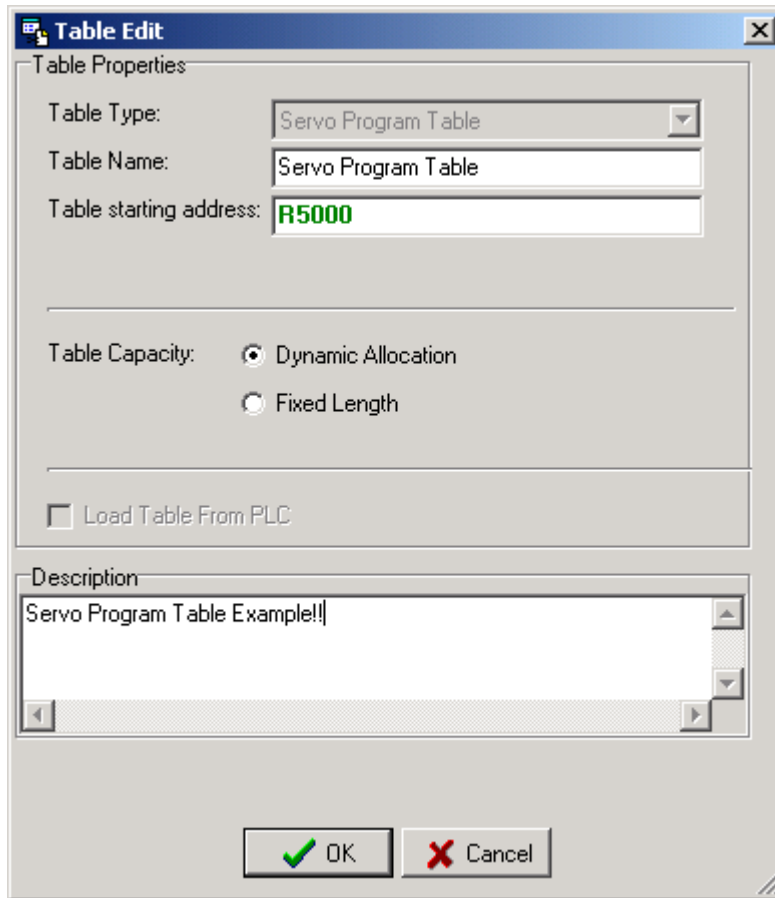 Table Edit
Table Properties
Table Type: Servo Program Table
Table Name: Servo Program Table
Table starting address: R5000
Table Capacity: Dynamic Allocation
Fixed Length
Load Table From PLC
Description
Servo Program Table Example!!
OK Cancel